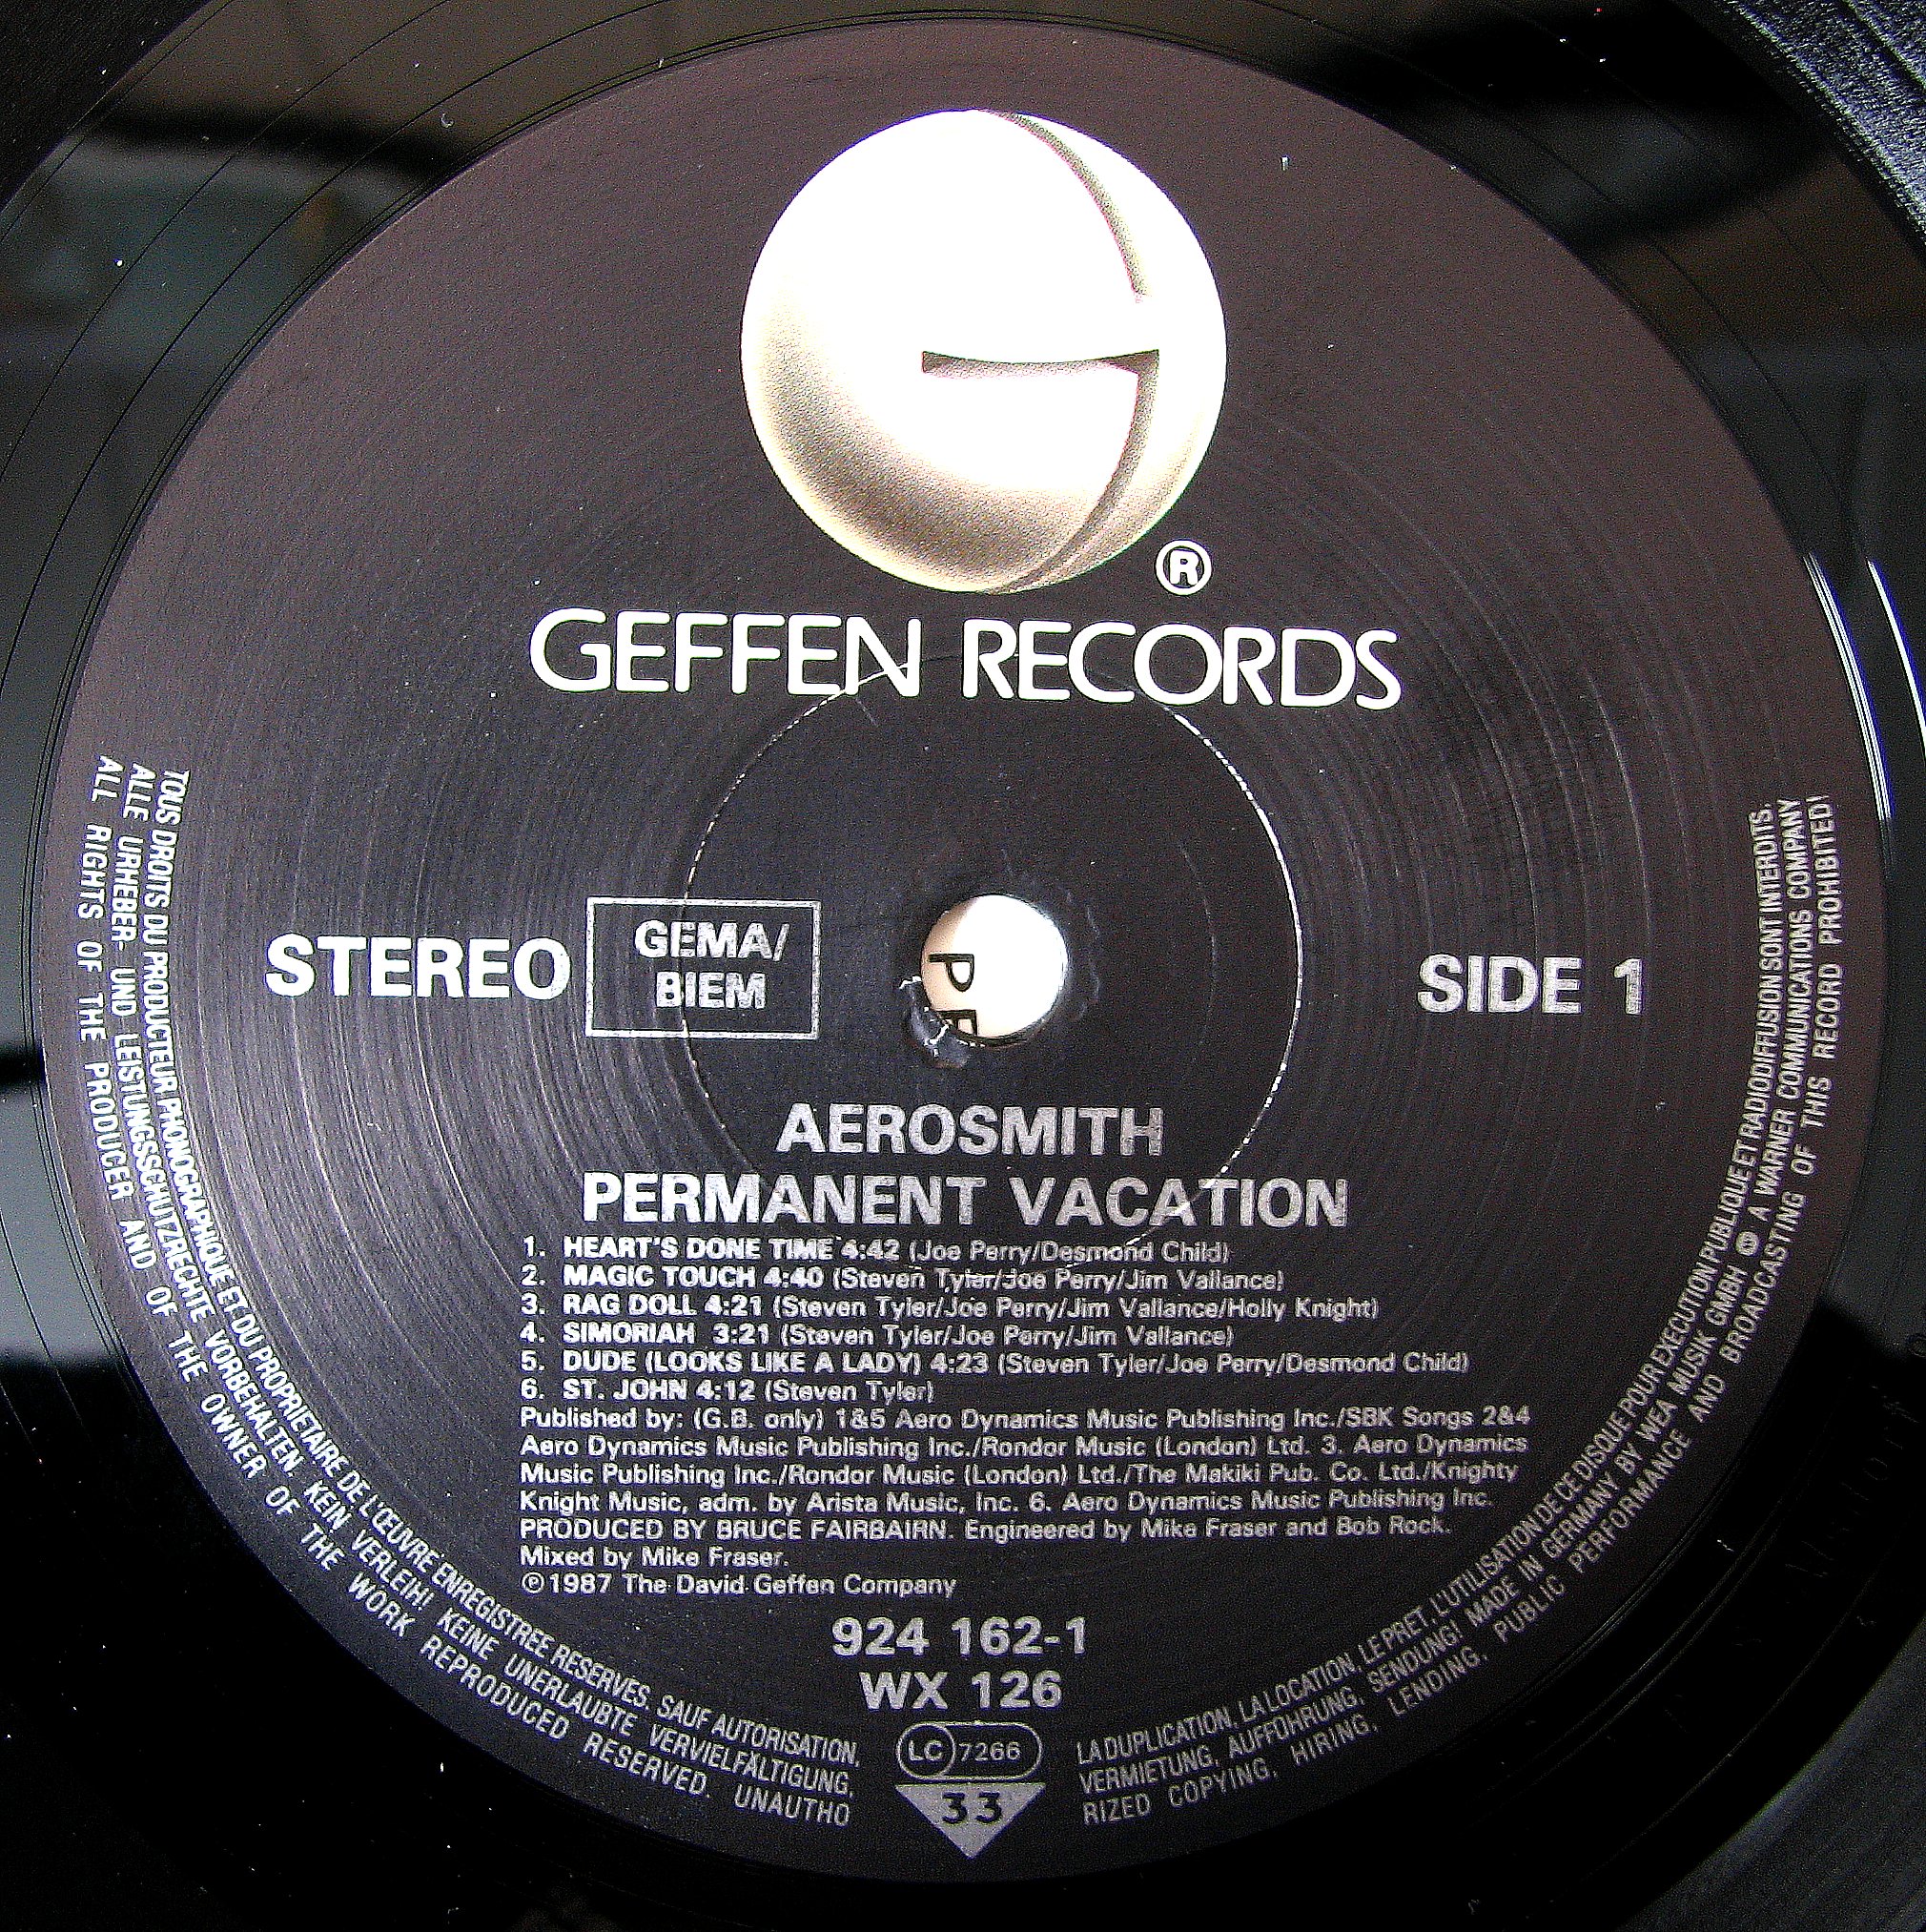 ®
GEFFEN RECORDS
STEREO
GEMA/
BIEM
P
SIDE 1
AEROSMITH
PERMANENT VACATION
1. HEART'S DONE TIME 4:42 (Joe Perry/Desmond Child)
2. MAGIC TOUCH 4:40 (Steven Tyler/Joe Perry/Jim Vallance)
3. RAG DOLL 4:21 (Steven Tyler/Joe Perry/Jim Vallance/Holly Knight)
4. SIMORIAH 3:21 (Steven Tyler/Joe Perry/Jim Vallance)
5. DUDE (LOOKS LIKE A LADY) 4:23 (Steven Tyler/Joe Perry/Desmond Child)
6. ST. JOHN 4:12 (Steven Tyler)
Published by: (G.B. only) 1&5 Aero Dynamics Music Publishing Inc./SBK Songs 2&4
Aero Dynamics Music Publishing Inc./Rondor Music (London) Ltd. 3. Aero Dynamics
Music Publishing Inc./Rondor Music (London) Ltd./The Makiki Pub. Co. Ltd./Knighty
Knight Music, adm. by Arista Music, Inc. 6. Aero Dynamics Music Publishing Inc.
PRODUCED BY BRUCE FAIRBAIRN. Engineered by Mike Fraser and Bob Rock.
Mixed by Mike Fraser.
℗1987 The David Geffen Company
924 162-1
WX 126
LC 7266
33
TOUS DROITS DU PRODUCTEUR PHONOGRAPHIQUE ET DU PROPRIETAIRE DE L'ŒUVRE ENREGISTREE RESERVES. SAUF AUTORISATION, LA DUPLICATION, LA LOCATION, LE PRET, L'UTILISATION DE CE DISQUE POUR EXECUTION PUBLIQUE ET RADIODIFFUSION SONT INTERDITS.
ALLE URHEBER- UND LEISTUNGSSCHUTZRECHTE VORBEHALTEN. KEIN VERLEIH! KEINE UNERLAUBTE VERVIELFÄLTIGUNG, VERMIETUNG, AUFFÜHRUNG, SENDUNG! MADE IN GERMANY BY WEA MUSIK GMBH A WARNER COMMUNICATIONS COMPANY
ALL RIGHTS OF THE PRODUCER AND OF THE OWNER OF THE WORK REPRODUCED RESERVED. UNAUTHORIZED COPYING, HIRING, LENDING, PUBLIC PERFORMANCE AND BROADCASTING OF THIS RECORD PROHIBITED!